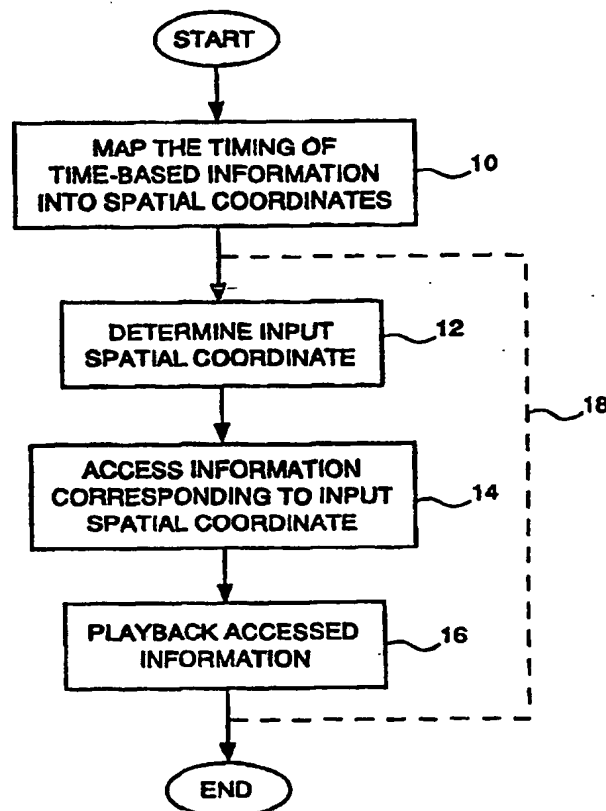 START
MAP THE TIMING OF
TIME-BASED INFORMATION
INTO SPATIAL COORDINATES
10
DETERMINE INPUT
SPATIAL COORDINATE
12
18
ACCESS INFORMATION
CORRESPONDING TO INPUT
SPATIAL COORDINATE
14
PLAYBACK ACCESSED
INFORMATION
16
END